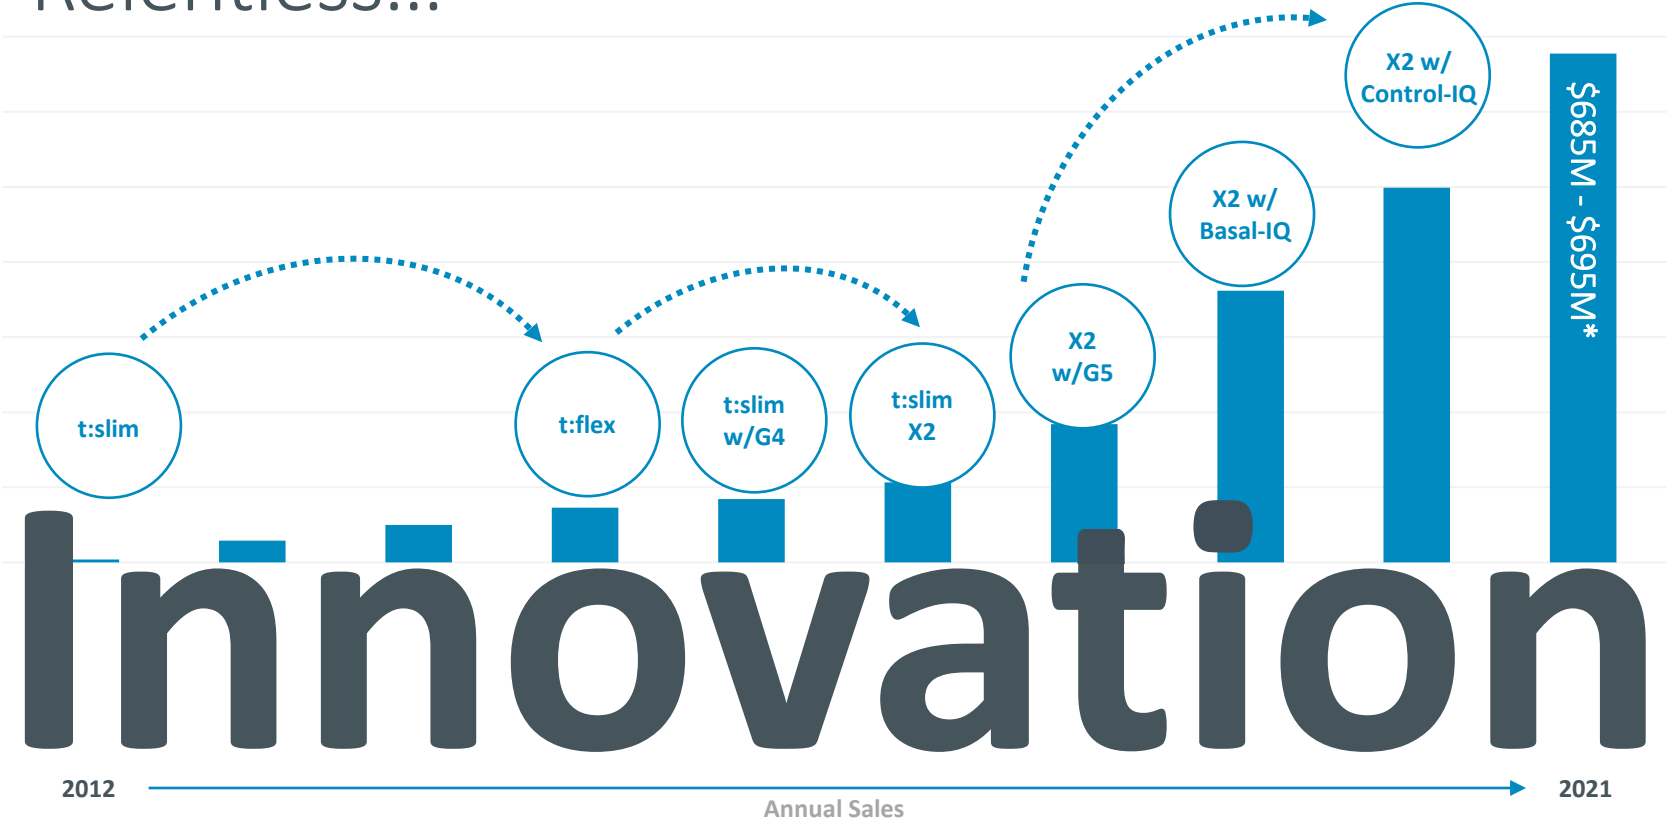 Relentless...
X2 w/
Control-IQ
$685M - $695M*
X2 w/
Basal-IQ
X2
w/G5
t:slim
t:flex
t:slim
w/G4
t:slim
X2
Innovation
2012
2021
Annual Sales